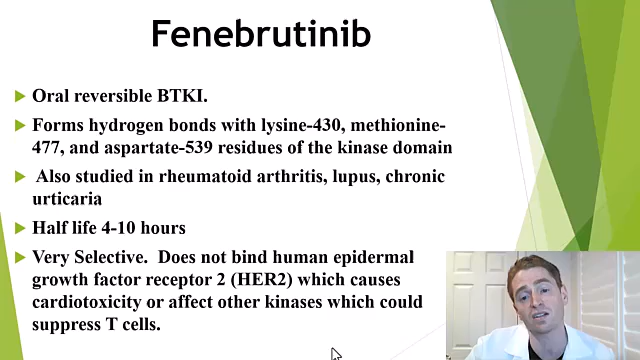 Fenebrutinib
Oral reversible BTKI.
Forms hydrogen bonds with lysine-430, methionine-
477, and aspartate-539 residues of the kinase domain
Also studied in rheumatoid arthritis, lupus, chronic
urticaria
Half life 4-10 hours
Very Selective. Does not bind human epidermal
growth factor receptor 2 (HER2) which causes
cardiotoxicity or affect other kinases which could
suppress T cells.